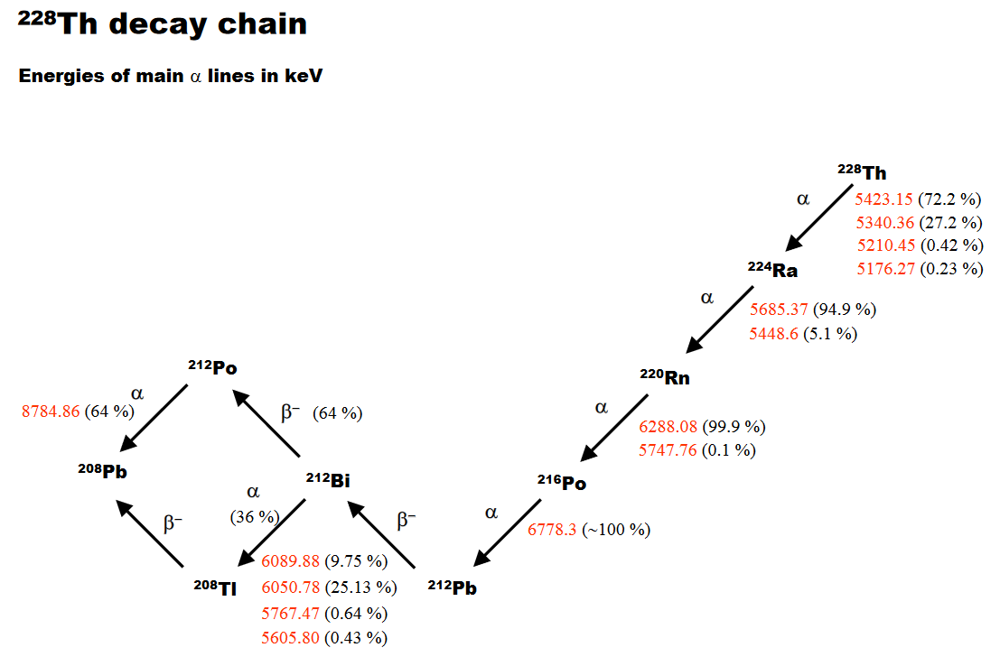 ²²⁸Th decay chain
Energies of main α lines in keV
²²⁸Th
α
5423.15 (72.2 %)
5340.36 (27.2 %)
5210.45 (0.42 %)
5176.27 (0.23 %)
²²⁴Ra
α
5685.37 (94.9 %)
5448.6 (5.1 %)
²²⁰Rn
α
6288.08 (99.9 %)
5747.76 (0.1 %)
²¹⁶Po
α
6778.3 (~100 %)
²¹²Pb
β⁻
²¹²Bi
β⁻ (64 %)
²¹²Po
α
8784.86 (64 %)
²⁰⁸Pb
α
(36 %)
6089.88 (9.75 %)
6050.78 (25.13 %)
5767.47 (0.64 %)
5605.80 (0.43 %)
²⁰⁸Tl
β⁻